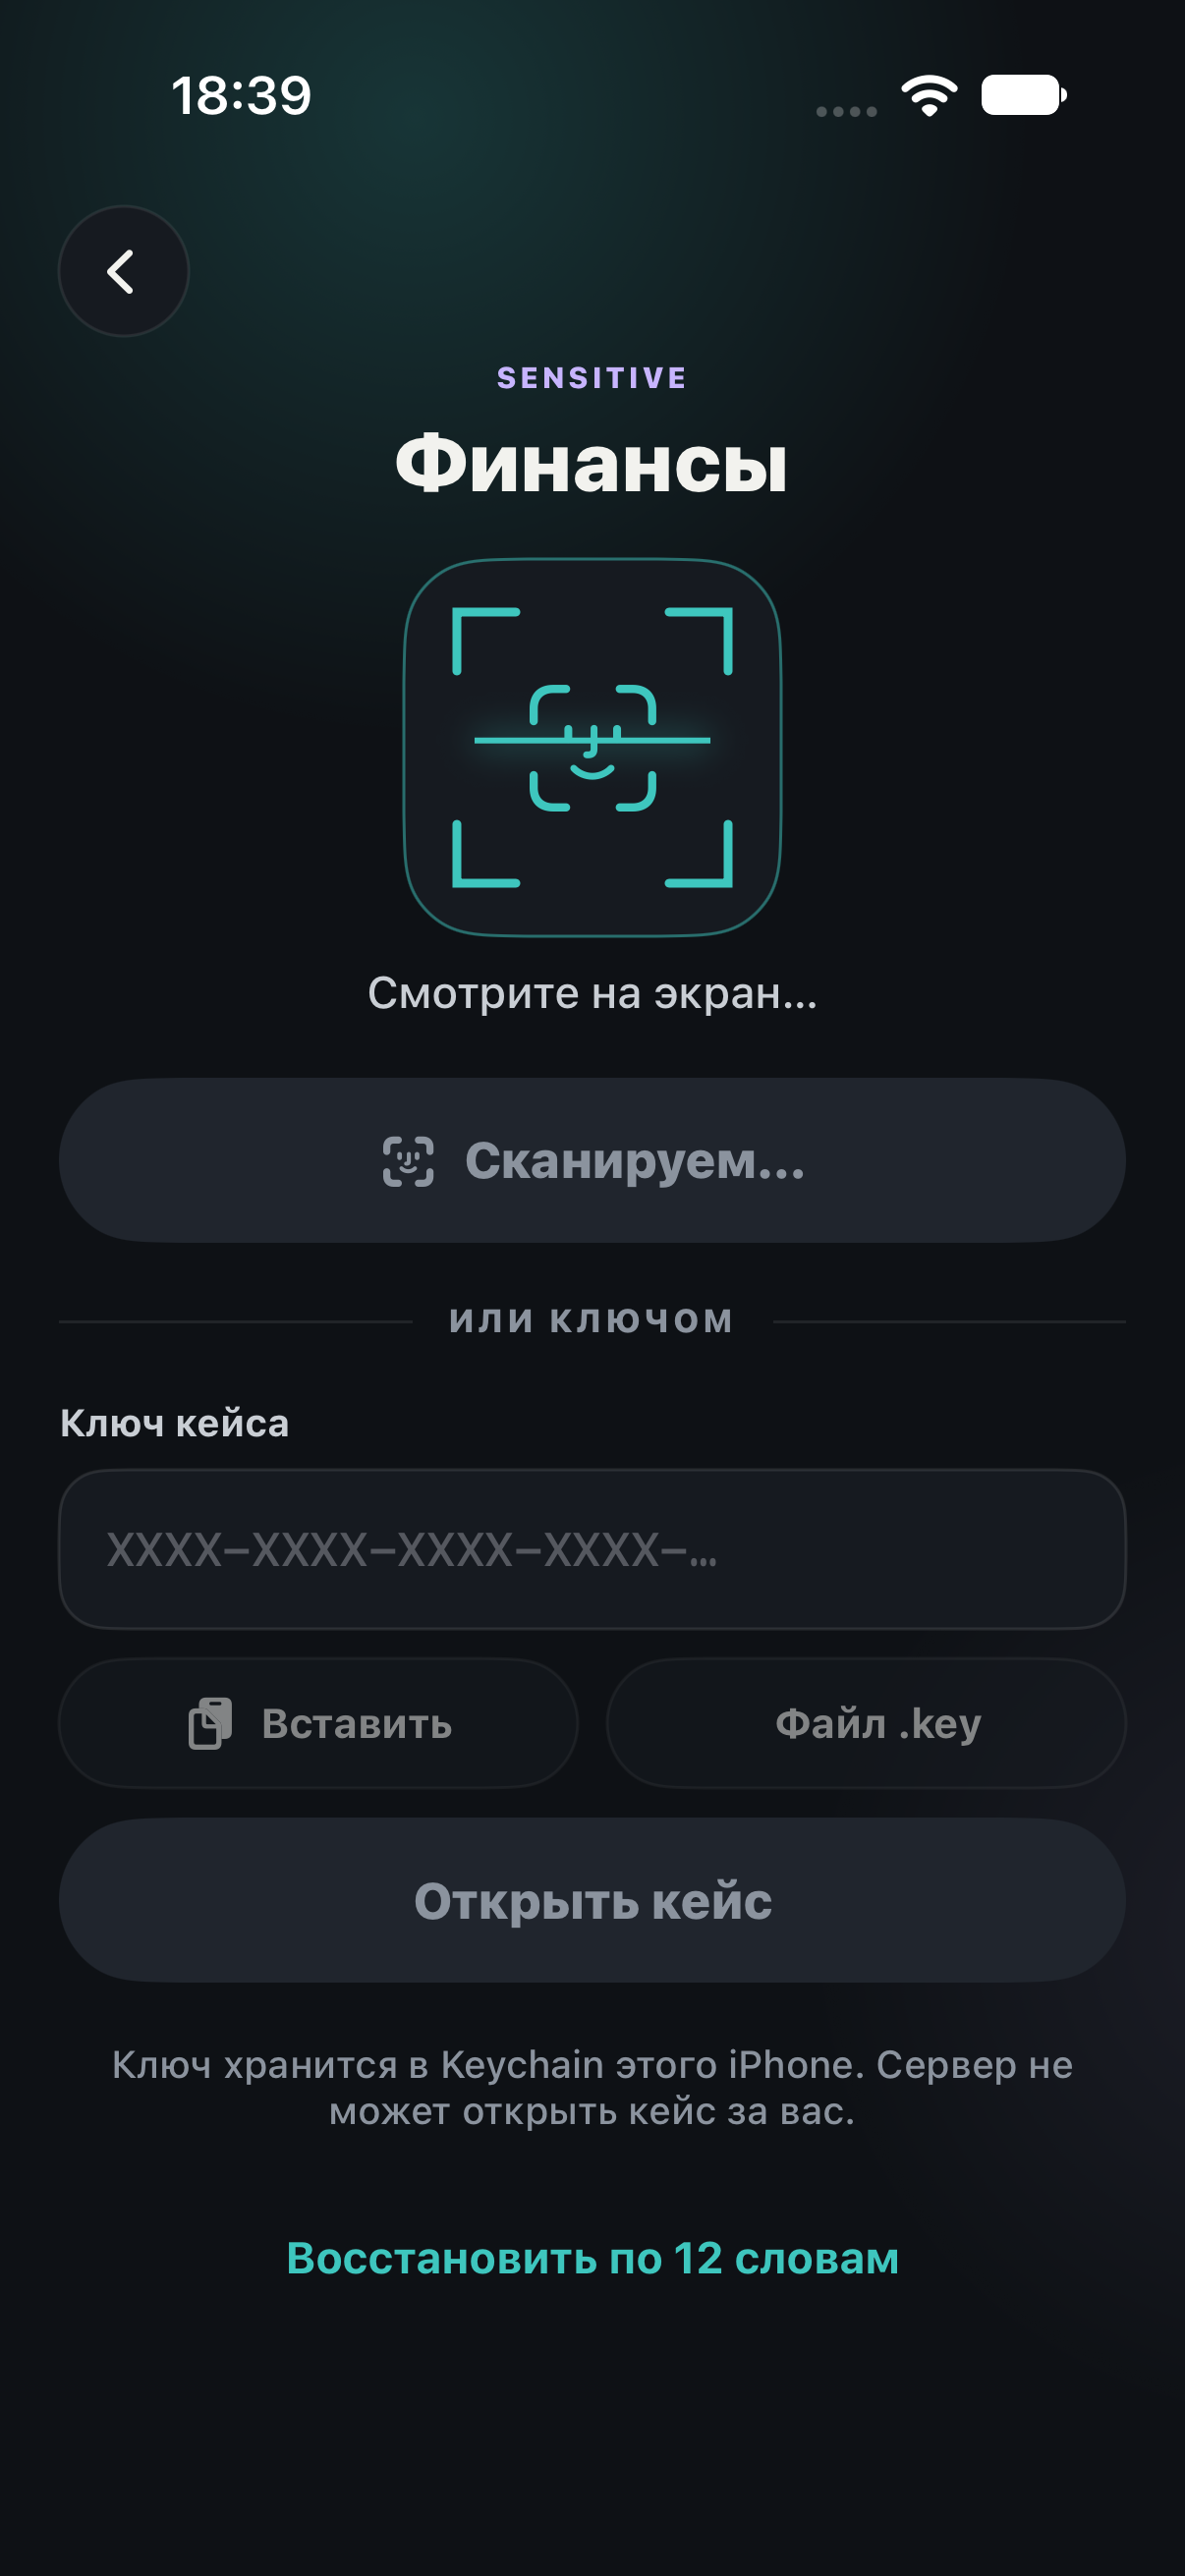 18:39
SENSITIVE
Финансы
Смотрите на экран...
Сканируем...
или ключом
Ключ кейса
XXXX-XXXX-XXXX-XXXX-...
Вставить
Файл .key
Открыть кейс
Ключ хранится в Keychain этого iPhone. Сервер не
может открыть кейс за вас.
Восстановить по 12 словам